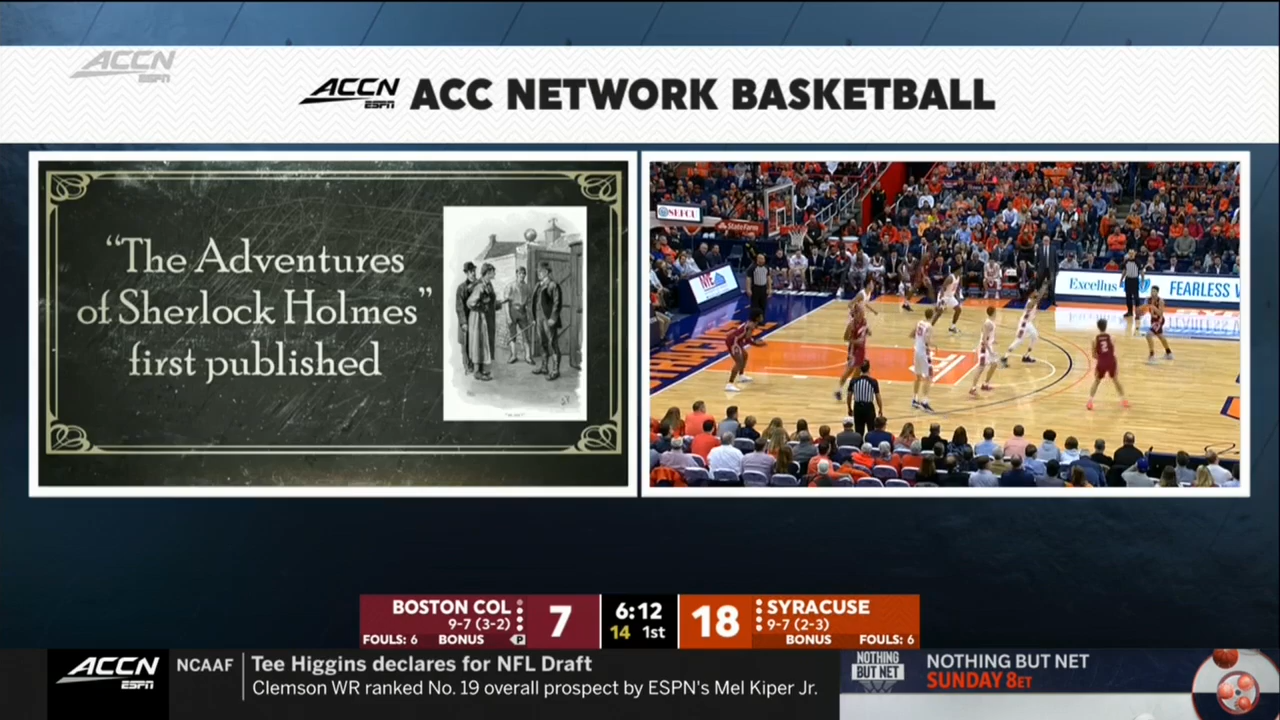 ACCN
ESPN
ACCN
ESPN
ACC NETWORK BASKETBALL
“The Adventures
of Sherlock Holmes”
first published
StateFarm
Excellus
FEARLESS
2
BOSTON COL
9-7 (3-2)
FOULS: 6 BONUS P
7
6:12
14 1st
18
SYRACUSE
9-7 (2-3)
BONUS FOULS: 6
ACCN
ESPN
NCAAF
Tee Higgins declares for NFL Draft
Clemson WR ranked No. 19 overall prospect by ESPN's Mel Kiper Jr.
NOTHING
BUT NET
NOTHING BUT NET
SUNDAY 8ET